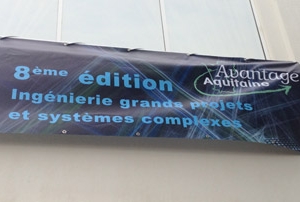 8ème édition
Avantage
Aquitaine
Ingénierie grands projets
et systèmes complexes